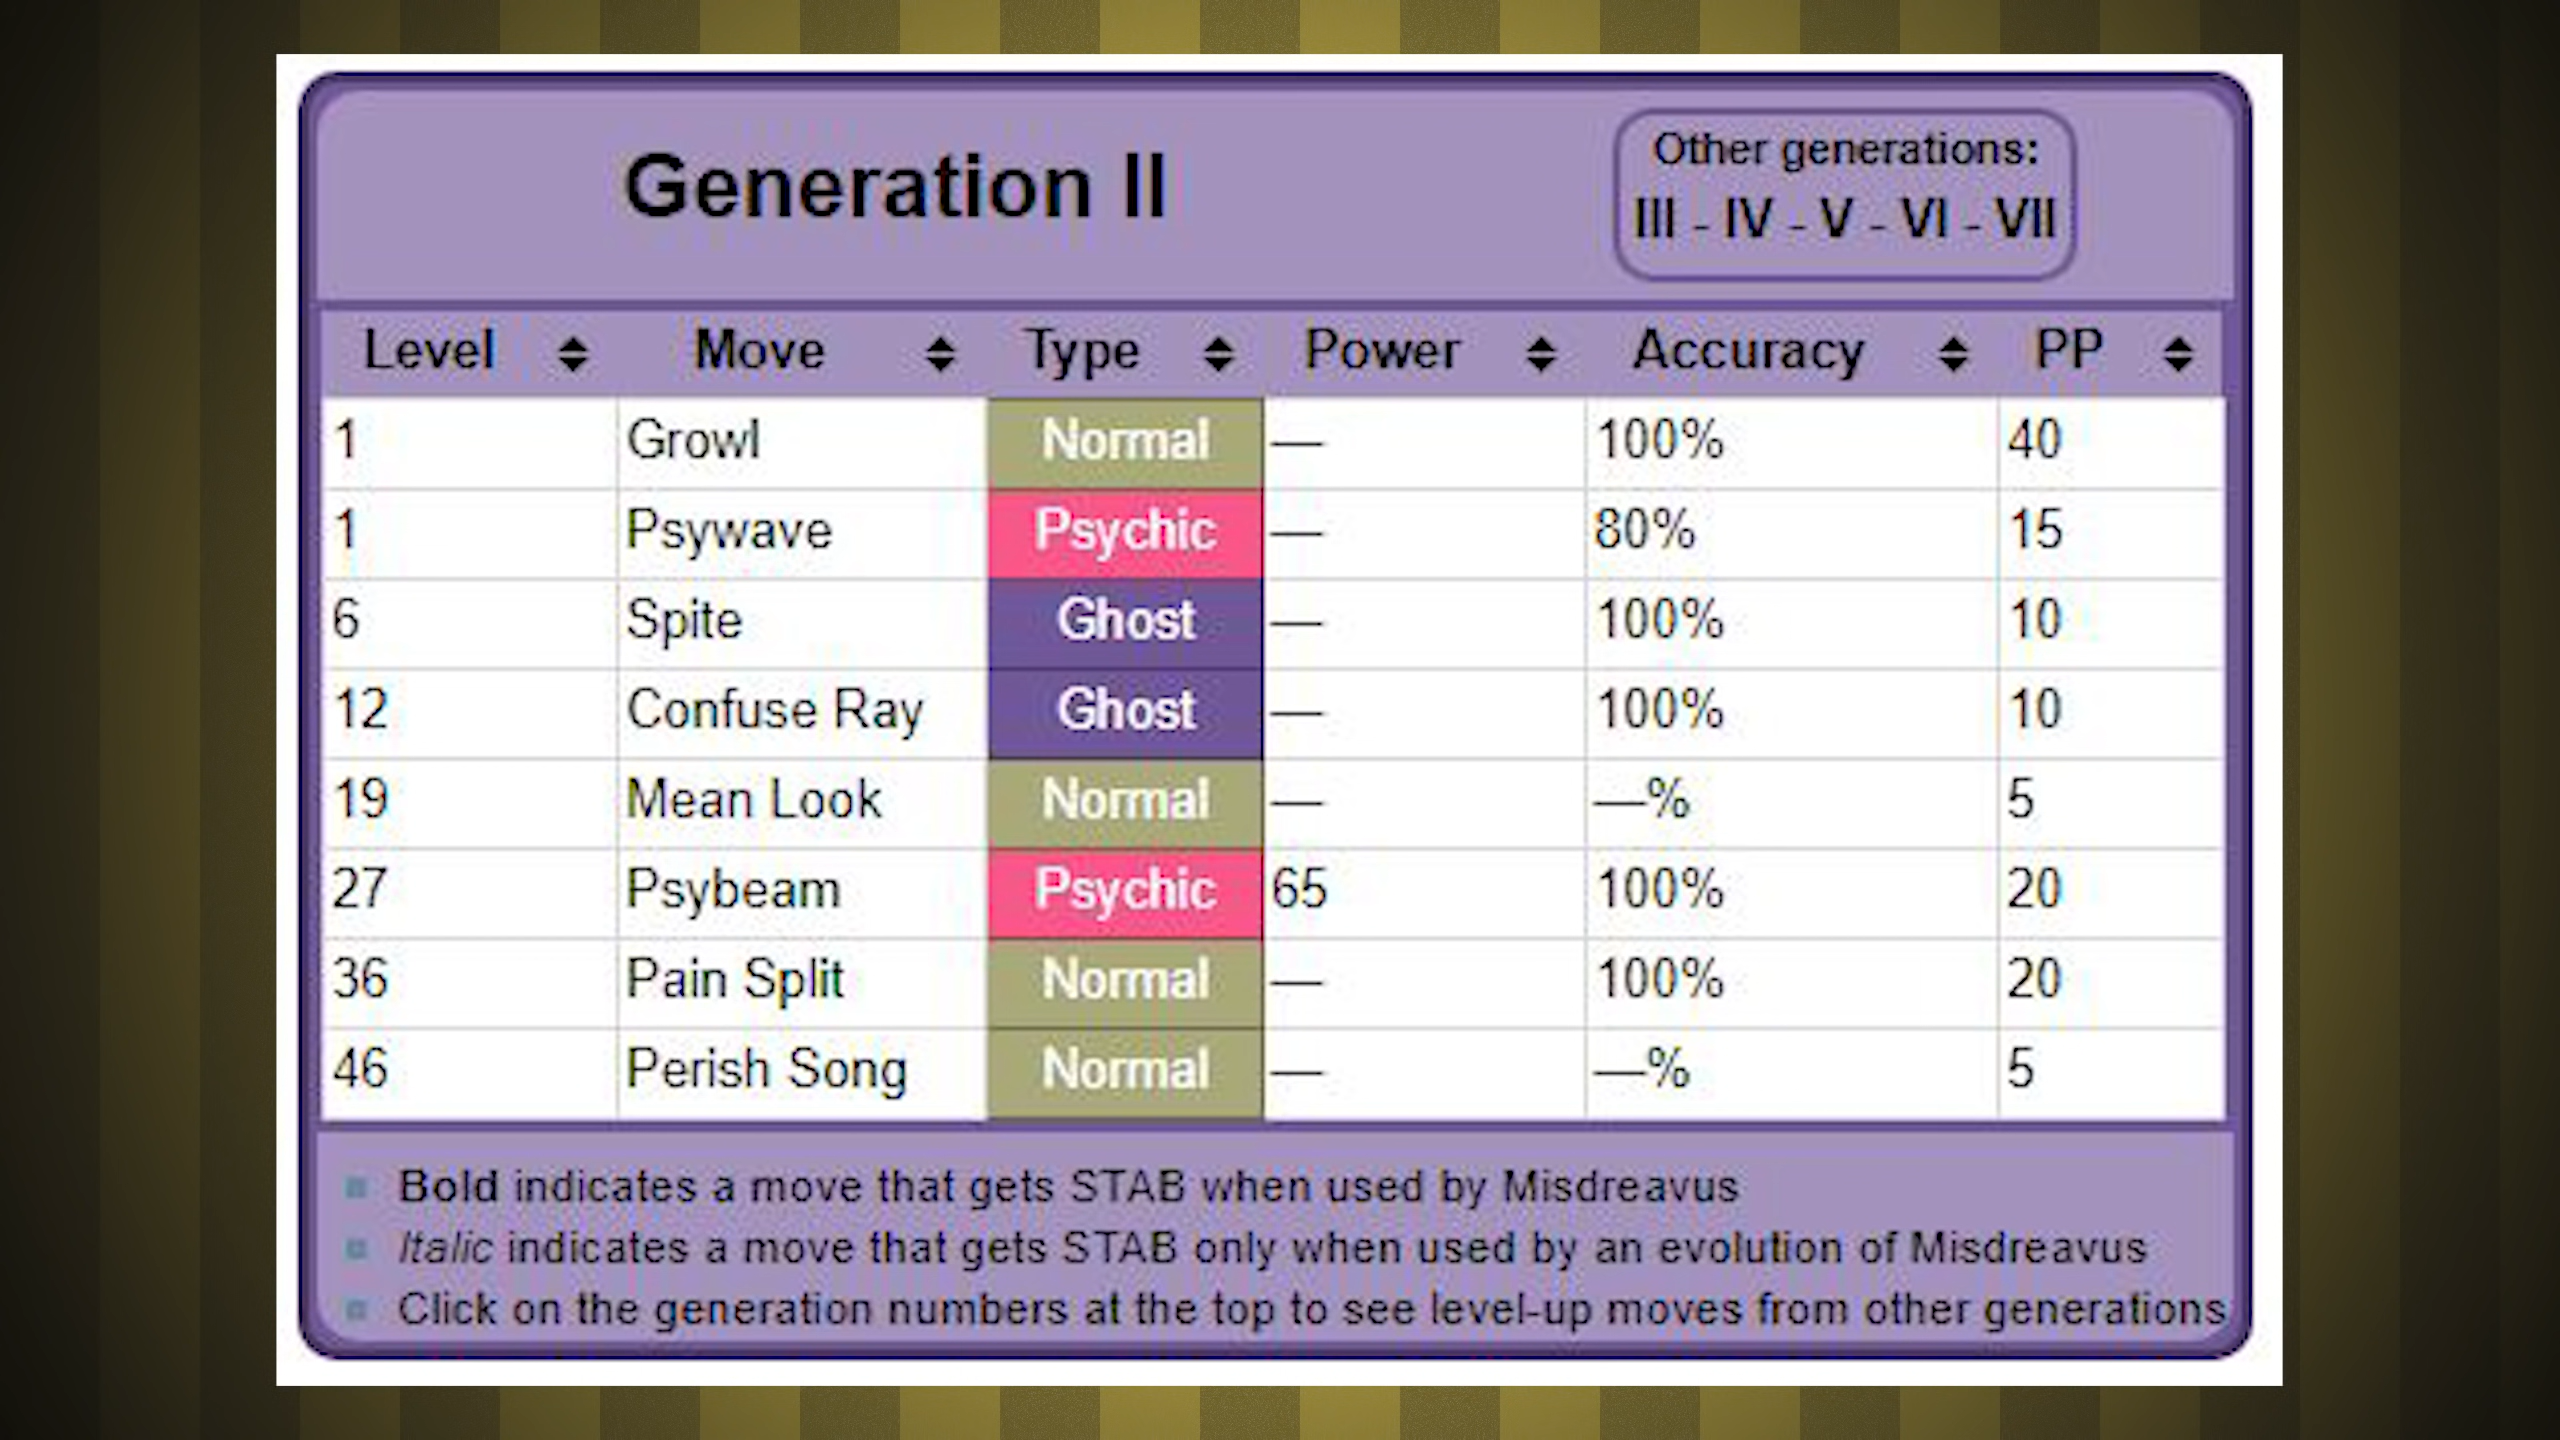 Generation II
Other generations:
III - IV - V - VI - VII
Level Move Type Power Accuracy PP
1 Growl Normal — 100% 40
1 Psywave Psychic — 80% 15
6 Spite Ghost — 100% 10
12 Confuse Ray Ghost — 100% 10
19 Mean Look Normal — —% 5
27 Psybeam Psychic 65 100% 20
36 Pain Split Normal — 100% 20
46 Perish Song Normal — —% 5
Bold indicates a move that gets STAB when used by Misdreavus
Italic indicates a move that gets STAB only when used by an evolution of Misdreavus
Click on the generation numbers at the top to see level-up moves from other generations